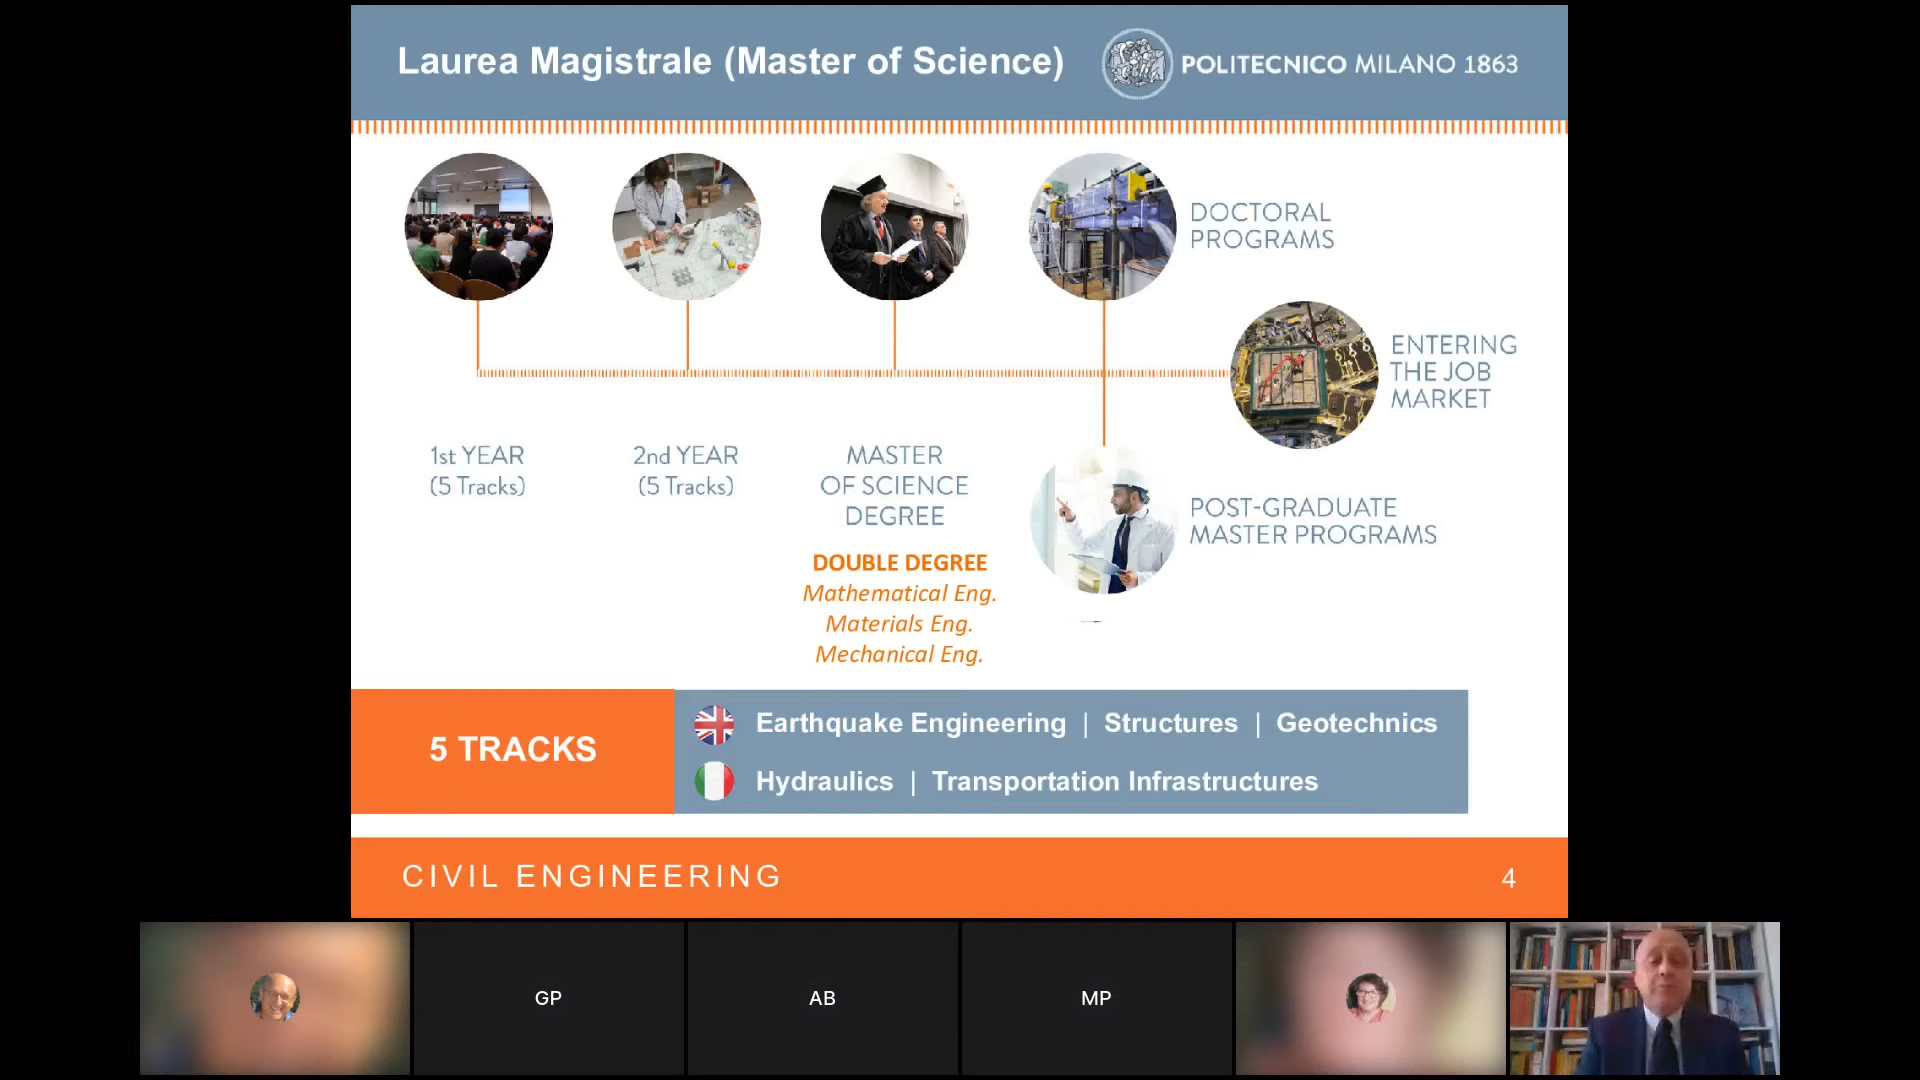 Laurea Magistrale (Master of Science)
POLITECNICO MILANO 1863
DOCTORAL
PROGRAMS
ENTERING
THE JOB
MARKET
1st YEAR
(5 Tracks)
2nd YEAR
(5 Tracks)
MASTER
OF SCIENCE
DEGREE
DOUBLE DEGREE
Mathematical Eng.
Materials Eng.
Mechanical Eng.
POST-GRADUATE
MASTER PROGRAMS
5 TRACKS
Earthquake Engineering | Structures | Geotechnics
Hydraulics | Transportation Infrastructures
CIVIL ENGINEERING
4
GP
AB
MP